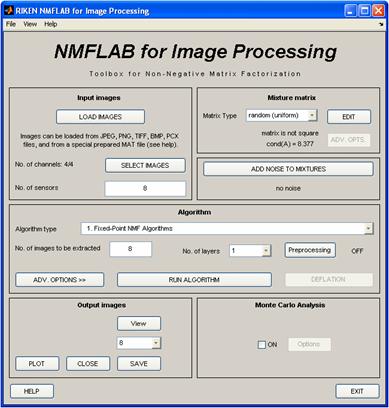 RIKEN NMFLAB for Image Processing
File View Help
NMFLAB for Image Processing
Toolbox for Non-Negative Matrix Factorization
Input images
LOAD IMAGES
Images can be loaded from JPEG, PNG, TIFF, BMP, PCX
files, and from a special prepared MAT file (see help).
No. of channels: 4/4 SELECT IMAGES
No. of sensors 8
Mixture matrix
Matrix Type random (uniform) EDIT
matrix is not square
cond(A) = 8.377 ADV. OPTS.
ADD NOISE TO MIXTURES
no noise
Algorithm
Algorithm type 1. Fixed-Point NMF Algorithms
No. of images to be extracted 8 No. of layers 1 Preprocessing OFF
ADV. OPTIONS >> RUN ALGORITHM DEFLATION
Output images
View
8
PLOT CLOSE SAVE
Monte Carlo Analysis
ON Options
HELP EXIT